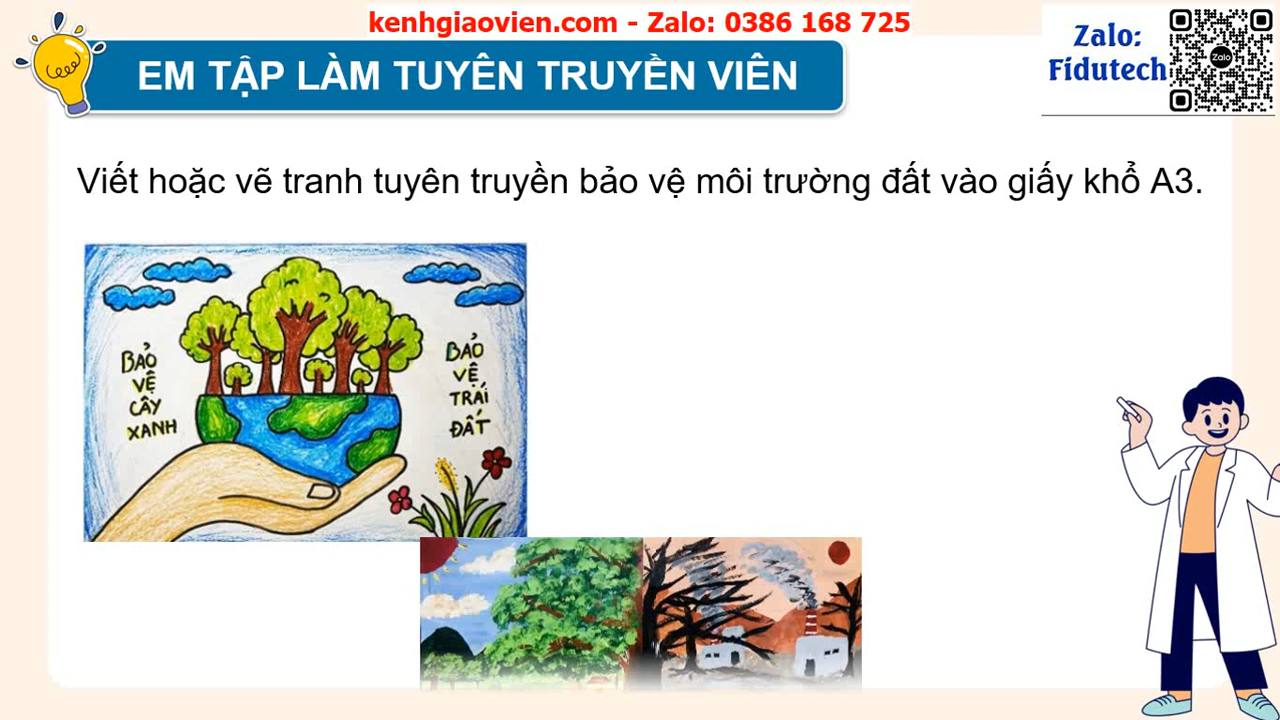 kenhgiaovien.com - Zalo: 0386 168 725
Zalo:
Fidutech
Zalo
EM TẬP LÀM TUYÊN TRUYỀN VIÊN
Viết hoặc vẽ tranh tuyên truyền bảo vệ môi trường đất vào giấy khổ A3.
BẢO
VỆ
CÂY
XANH
BẢO
VỆ
TRÁI
ĐẤT